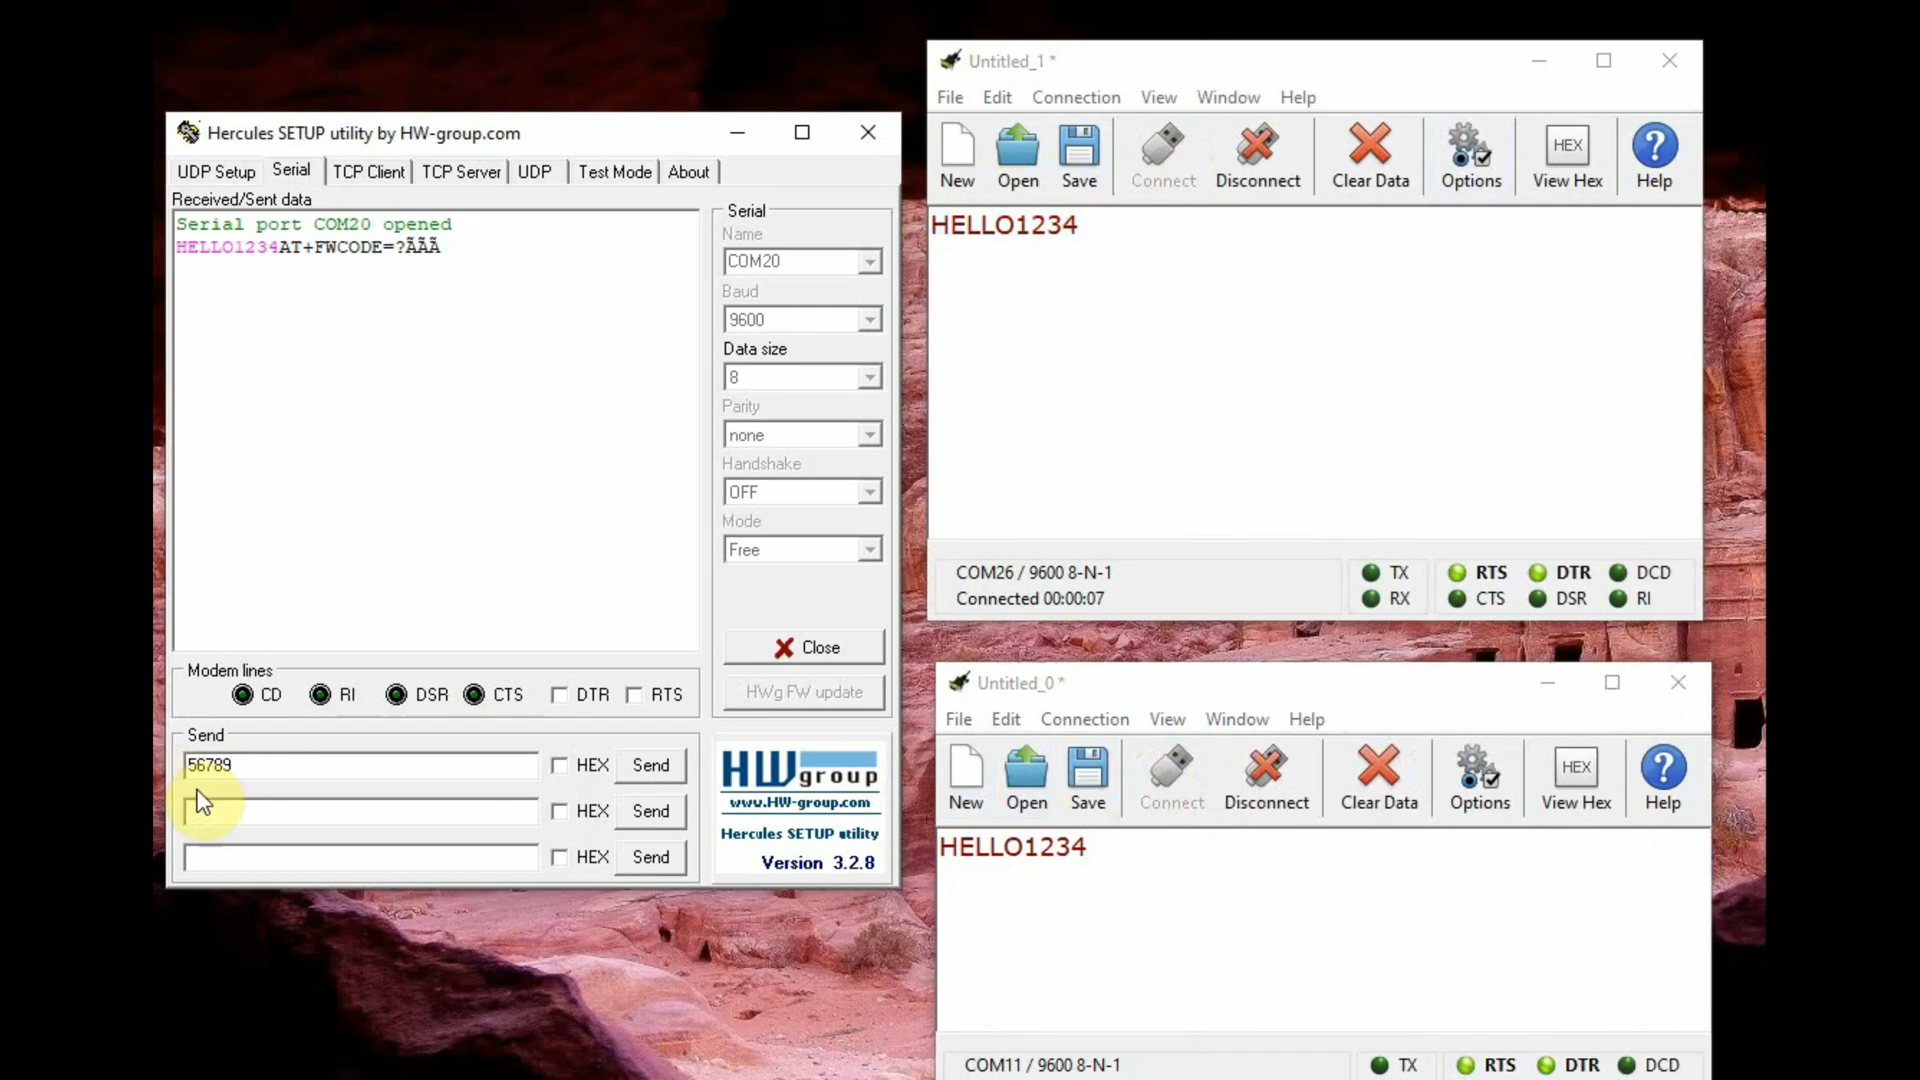 Hercules SETUP utility by HW-group.com
UDP Setup Serial TCP Client TCP Server UDP Test Mode About
Received/Sent data
Serial port COM20 opened
HELLO1234AT+FWCODE=?ÃÃÃ
Serial
Name
COM20
Baud
9600
Data size
8
Parity
none
Handshake
OFF
Mode
Free
Close
HWg FW update
Modem lines
CD RI DSR CTS DTR RTS
Send
56789 HEX Send
HEX Send
HEX Send
HWgroup
www.HW-group.com
Hercules SETUP utility
Version 3.2.8
Untitled_1 *
File Edit Connection View Window Help
HEX
New Open Save Connect Disconnect Clear Data Options View Hex Help
HELLO1234
COM26 / 9600 8-N-1 TX RTS DTR DCD
Connected 00:00:07 RX CTS DSR RI
Untitled_0 *
File Edit Connection View Window Help
HEX
New Open Save Connect Disconnect Clear Data Options View Hex Help
HELLO1234
COM11 / 9600 8-N-1 TX RTS DTR DCD